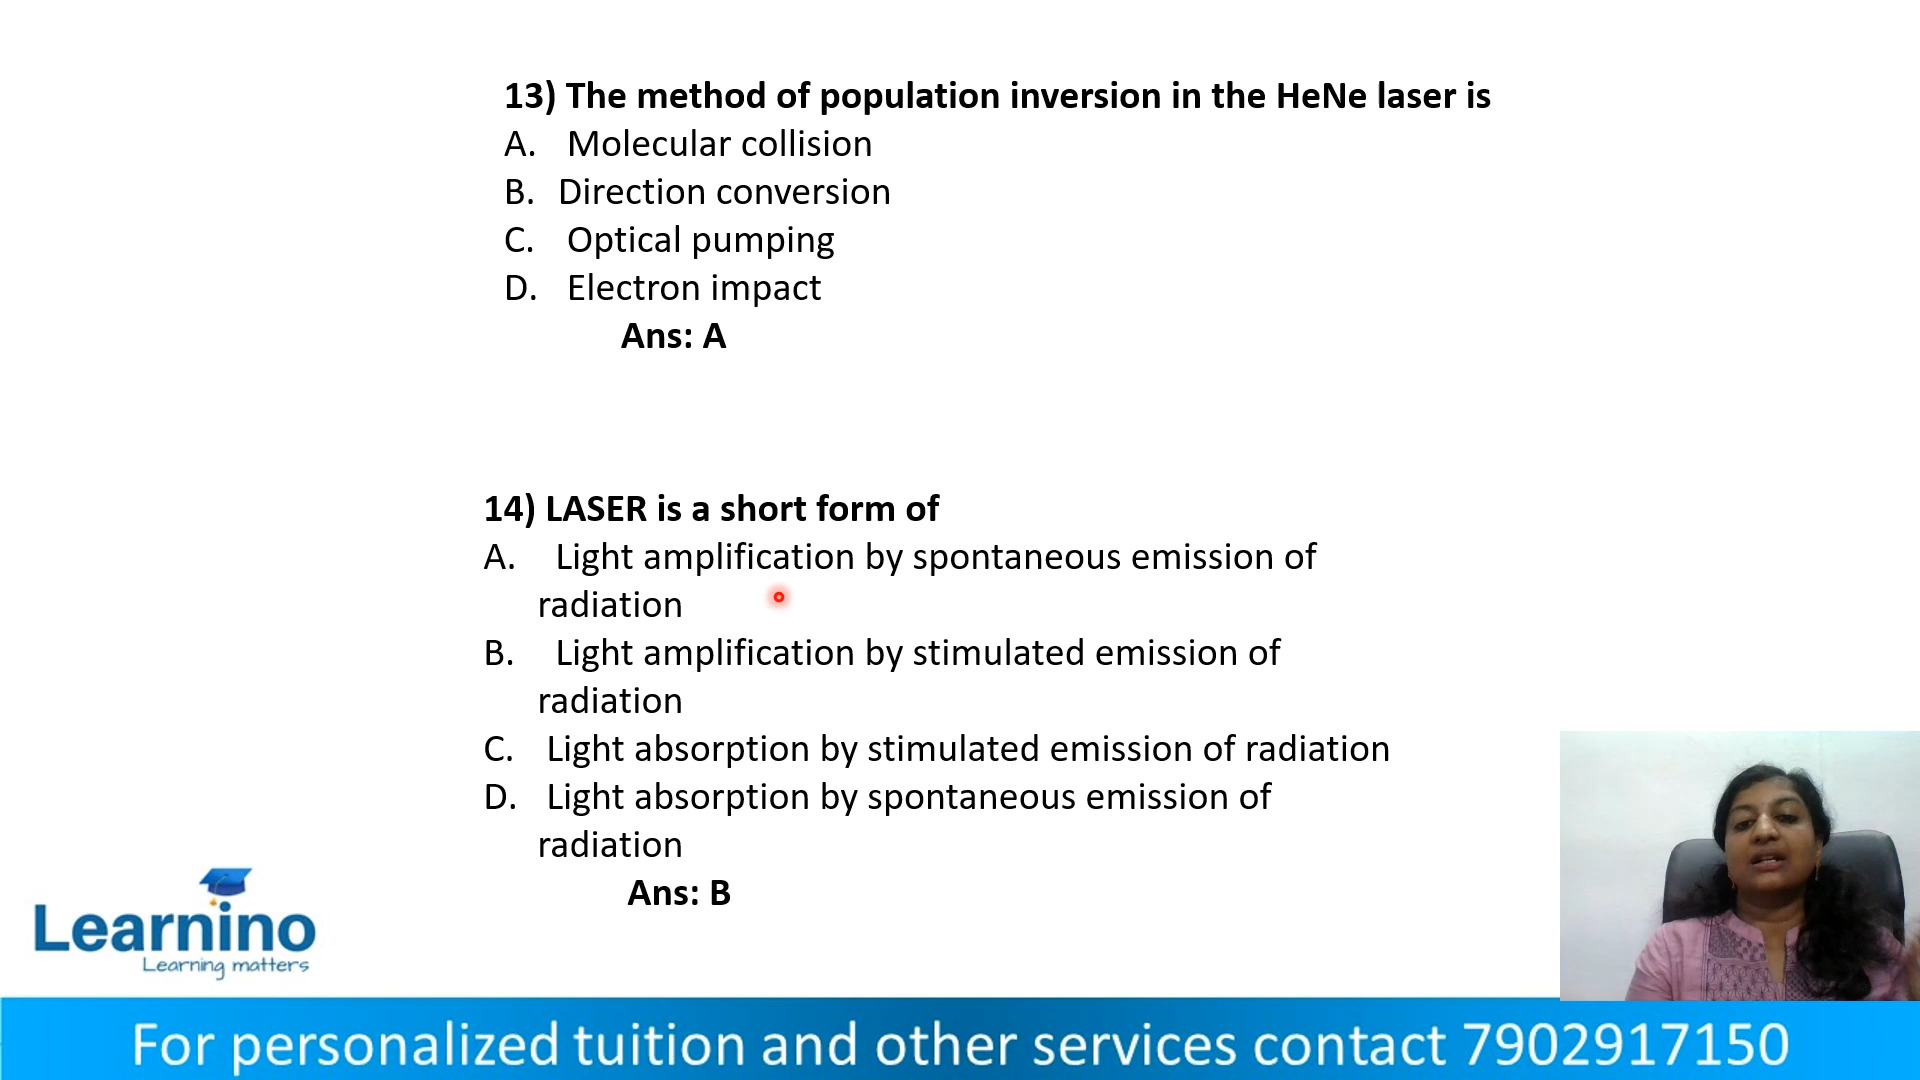 13) The method of population inversion in the HeNe laser is
A. Molecular collision
B. Direction conversion
C. Optical pumping
D. Electron impact
Ans: A
14) LASER is a short form of
A. Light amplification by spontaneous emission of
radiation
B. Light amplification by stimulated emission of
radiation
C. Light absorption by stimulated emission of radiation
D. Light absorption by spontaneous emission of
radiation
Ans: B
Learnino
Learning matters
For personalized tuition and other services contact 7902917150